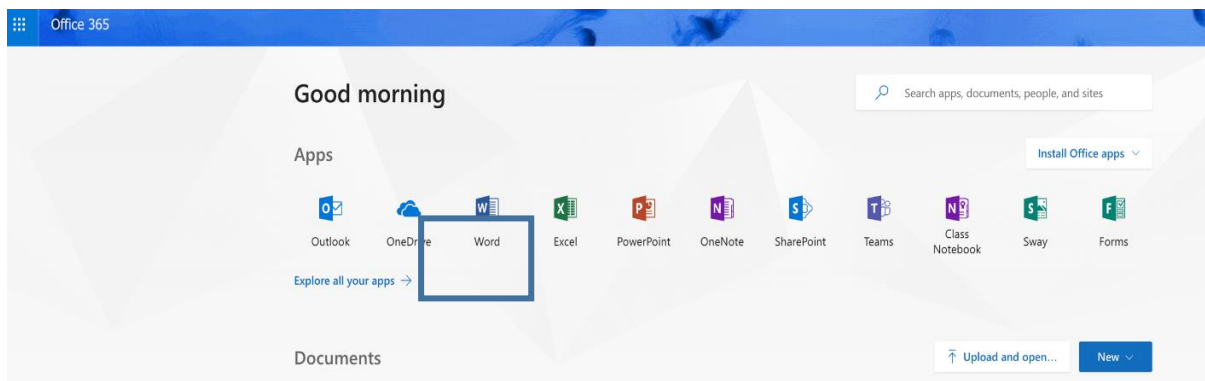 Office 365
Good morning
Search apps, documents, people, and sites
Apps
Install Office apps
Outlook OneDrive Word Excel PowerPoint OneNote SharePoint Teams Class Notebook Sway Forms
Explore all your apps →
Documents
Upload and open... New